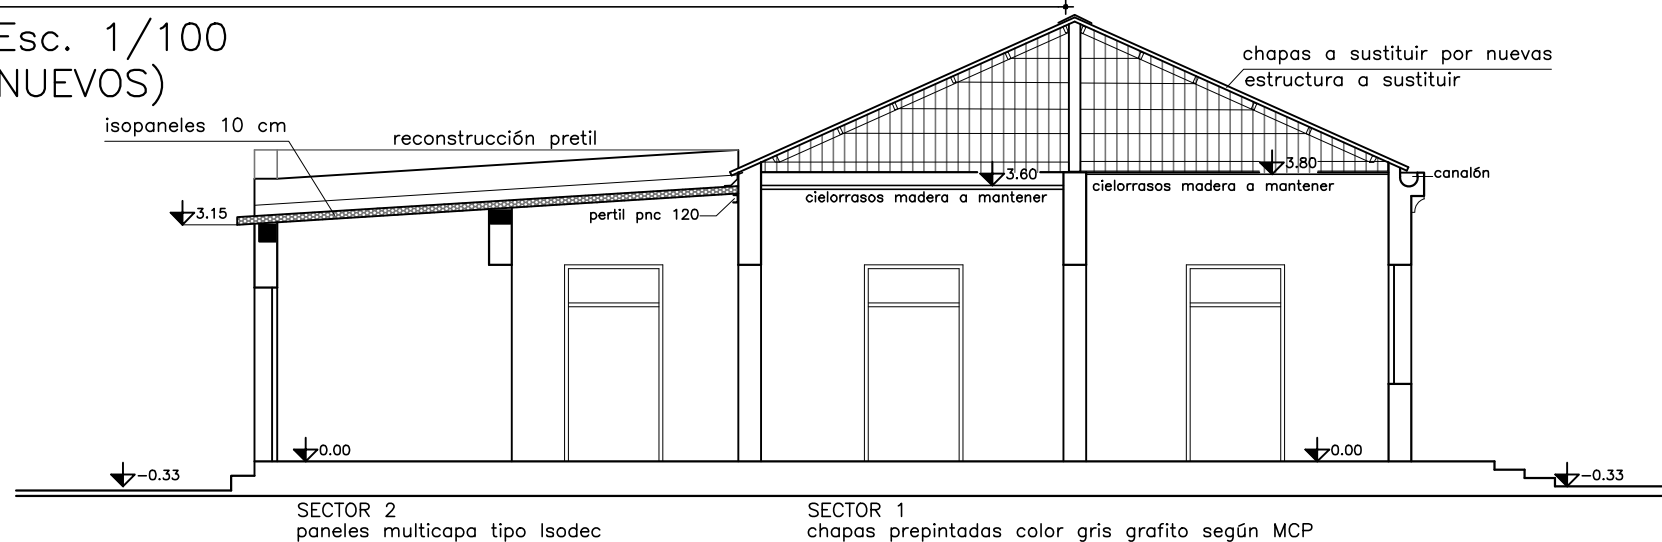 Esc. 1/100
NUEVOS)
isopaneles 10 cm
reconstrucción pretil
chapas a sustituir por nuevas
estructura a sustituir
3.15
pertil pnc 120
3.60
cielorrasos madera a mantener
3.80
cielorrasos madera a mantener
canalón
0.00
0.00
-0.33
-0.33
SECTOR 2
paneles multicapa tipo Isodec
SECTOR 1
chapas prepintadas color gris grafito según MCP